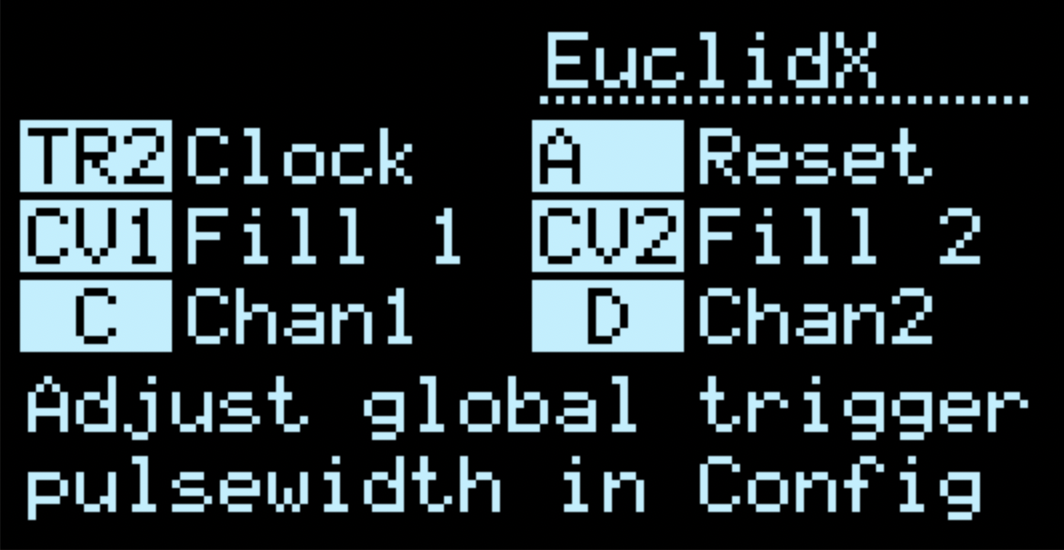 EuclidX
TR2 Clock A Reset
CV1 Fill 1 CV2 Fill 2
C Chan1 D Chan2
Adjust global trigger
pulsewidth in Config